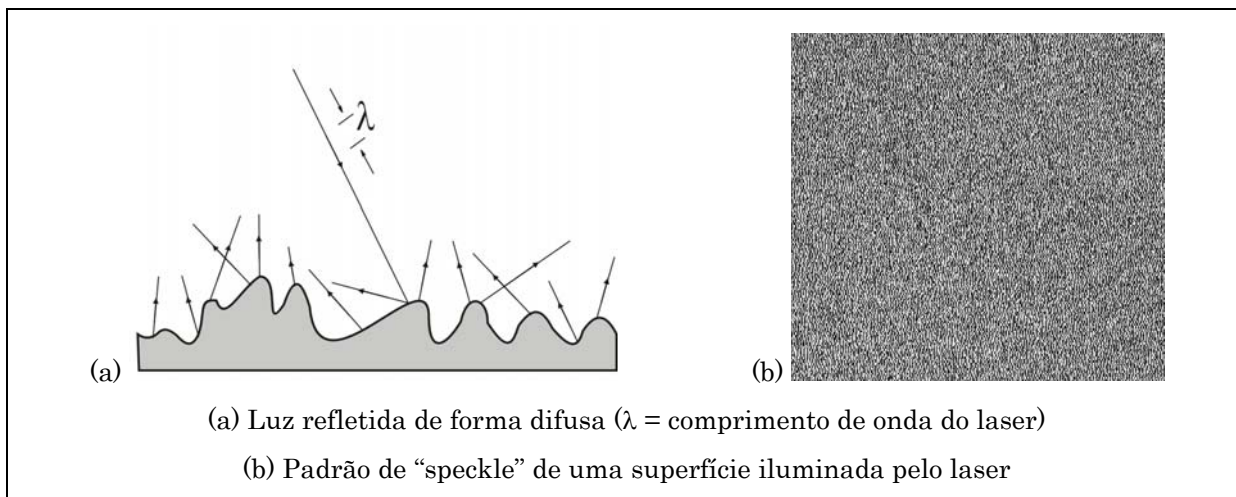 λ
(a)
(b)
(a) Luz refletida de forma difusa (λ = comprimento de onda do laser)
(b) Padrão de “speckle” de uma superfície iluminada pelo laser